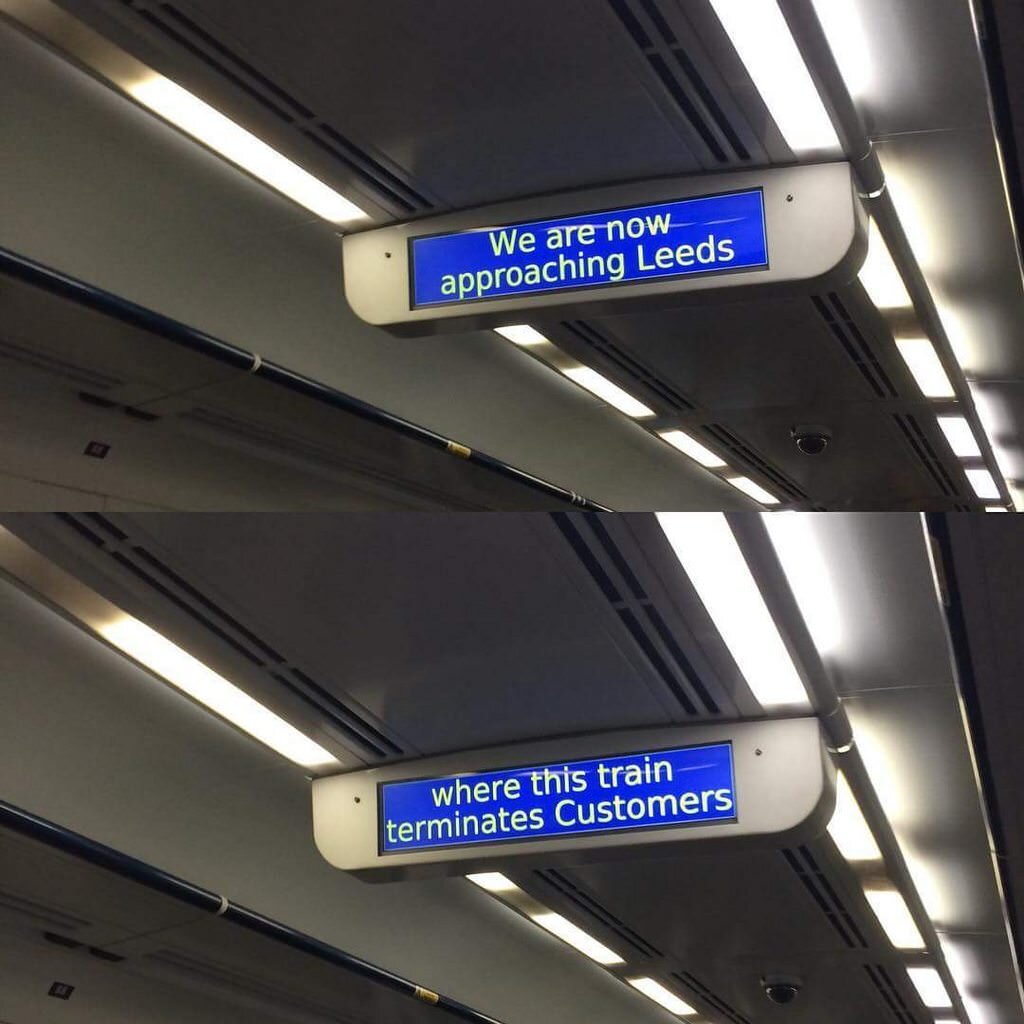 We are now
approaching Leeds
where this train
terminates Customers